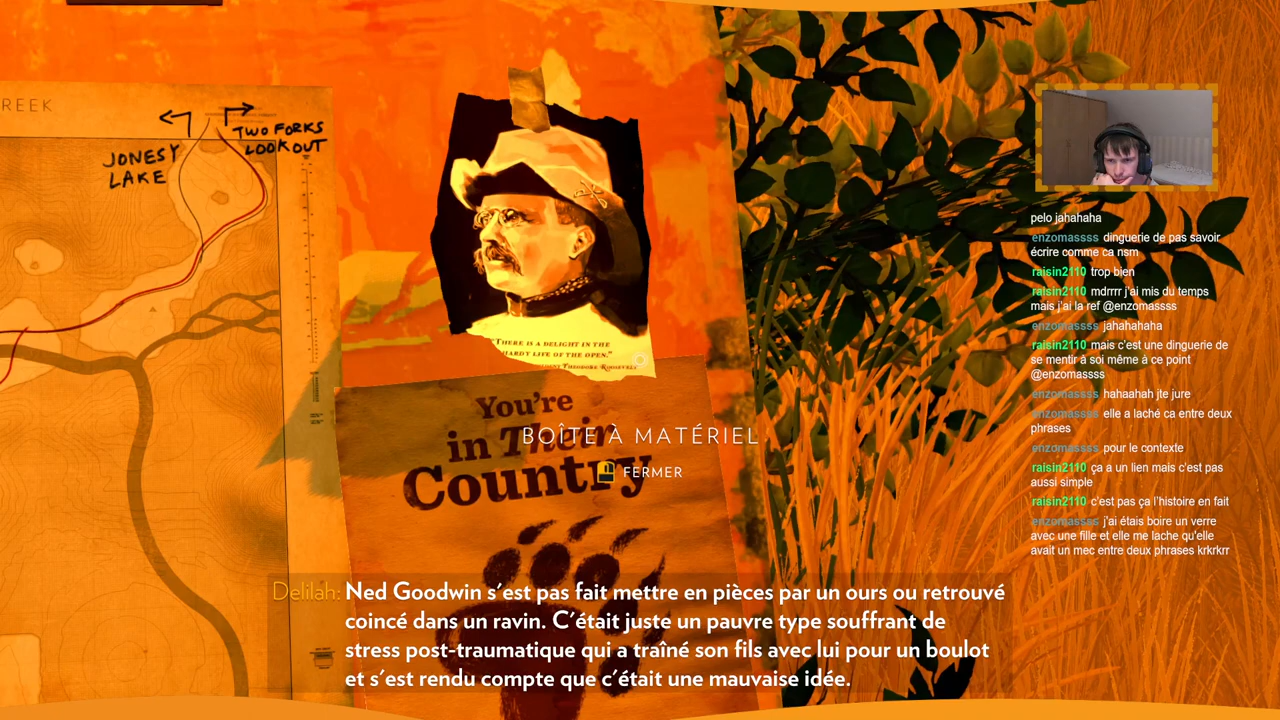 REEK
TWO FORKS
LOOKOUT
JONESY
LAKE
"THERE IS A DELIGHT IN THE
HARDY LIFE OF THE OPEN."
THEODORE ROOSEVELT
You're
in Their
Country
BOÎTE À MATÉRIEL
FERMER
Delilah: Ned Goodwin s'est pas fait mettre en pièces par un ours ou retrouvé
coincé dans un ravin. C'était juste un pauvre type souffrant de
stress post-traumatique qui a traîné son fils avec lui pour un boulot
et s'est rendu compte que c'était une mauvaise idée.
pelo jahahaha
enzomassss dinguerie de pas savoir
écrire comme ca nsm
raisin2110 trop bien
raisin2110 mdrrrr j'ai mis du temps
mais j'ai la ref @enzomassss
enzomassss jahahahaha
raisin2110 mais c'est une dinguerie de
se mentir à soi même à ce point
@enzomassss
enzomassss hahaahah jte jure
enzomassss elle a laché ca entre deux
phrases
enzomassss pour le contexte
raisin2110 ça a un lien mais c'est pas
aussi simple
raisin2110 c'est pas ça l'histoire en fait
enzomassss j'ai étais boire un verre
avec une fille et elle me lache qu'elle
avait un mec entre deux phrases krkrkrr